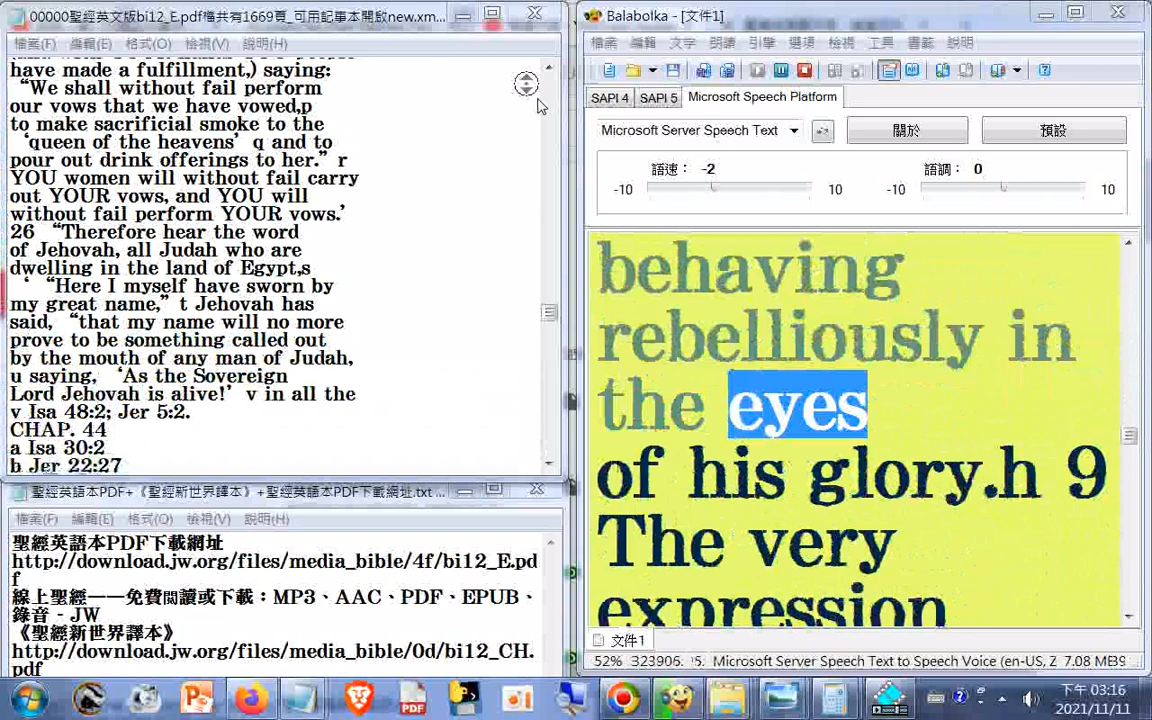 00000聖經英文版bi12_E.pdf檔共有1669頁_可用記事本開啟new.xm...
檔案(F) 編輯(E) 格式(O) 檢視(V) 說明(H)
have made a fulfillment,) saying:
“We shall without fail perform
our vows that we have vowed,p
to make sacrificial smoke to the
‘queen of the heavens’ q and to
pour out drink offerings to her.” r
YOU women will without fail carry
out YOUR vows, and YOU will
without fail perform YOUR vows.’
26 “Therefore hear the word
of Jehovah, all Judah who are
dwelling in the land of Egypt,s
‘ “Here I myself have sworn by
my great name,” t Jehovah has
said, “that my name will no more
prove to be something called out
by the mouth of any man of Judah,
u saying, ‘As the Sovereign
Lord Jehovah is alive!’ v in all the
v Isa 48:2; Jer 5:2.
CHAP. 44
a Isa 30:2
b Jer 22:27
聖經英語本PDF+《聖經新世界譯本》+聖經英語本PDF下載網址.txt ...
檔案(F) 編輯(E) 格式(O) 檢視(V) 說明(H)
聖經英語本PDF下載網址
http://download.jw.org/files/media_bible/4f/bi12_E.pd
f
線上聖經——免費閱讀或下載：MP3、AAC、PDF、EPUB、
錄音 - JW
《聖經新世界譯本》
http://download.jw.org/files/media_bible/0d/bi12_CH.
pdf
Balabolka - [文件1]
檔案 編輯 文字 朗讀 引擎 選項 檢視 工具 書籤 說明
SAPI 4 SAPI 5 Microsoft Speech Platform
Microsoft Server Speech Text 關於 預設
語速： -2 語調： 0
-10 10 -10 10
behaving
rebelliously in
the eyes
of his glory.h 9
The very
expression
文件1
52% 323906. Microsoft Server Speech Text to Speech Voice (en-US, Z 7.08 MB
下午 03:16
2021/11/11